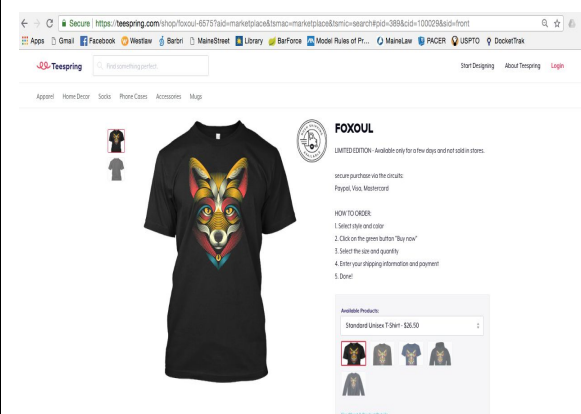 Secure https://teespring.com/shop/foxoul-6575?aid=marketplace&tsmac=marketplace&tsmic=search#pid=389&cid=100029&sid=front
Apps Gmail Facebook Westlaw Barbri MaineStreet Library BarForce Model Rules of Pr... MaineLaw PACER USPTO DocketTrak
Teespring Find something perfect Start Designing About Teespring Login
Apparel Home Decor Socks Phone Cases Accessories Mugs
FOXOUL
LIMITED EDITION - Available only for a few days and not sold in stores.
secure purchase via the circuits:
Paypal, Visa, Mastercard
HOW TO ORDER:
1. Select style and color
2. Click on the green button "Buy now"
3. Select the size and quantity
4. Enter your shipping information and payment
5. Done!
Available Products:
Standard Unisex T-Shirt - $26.50